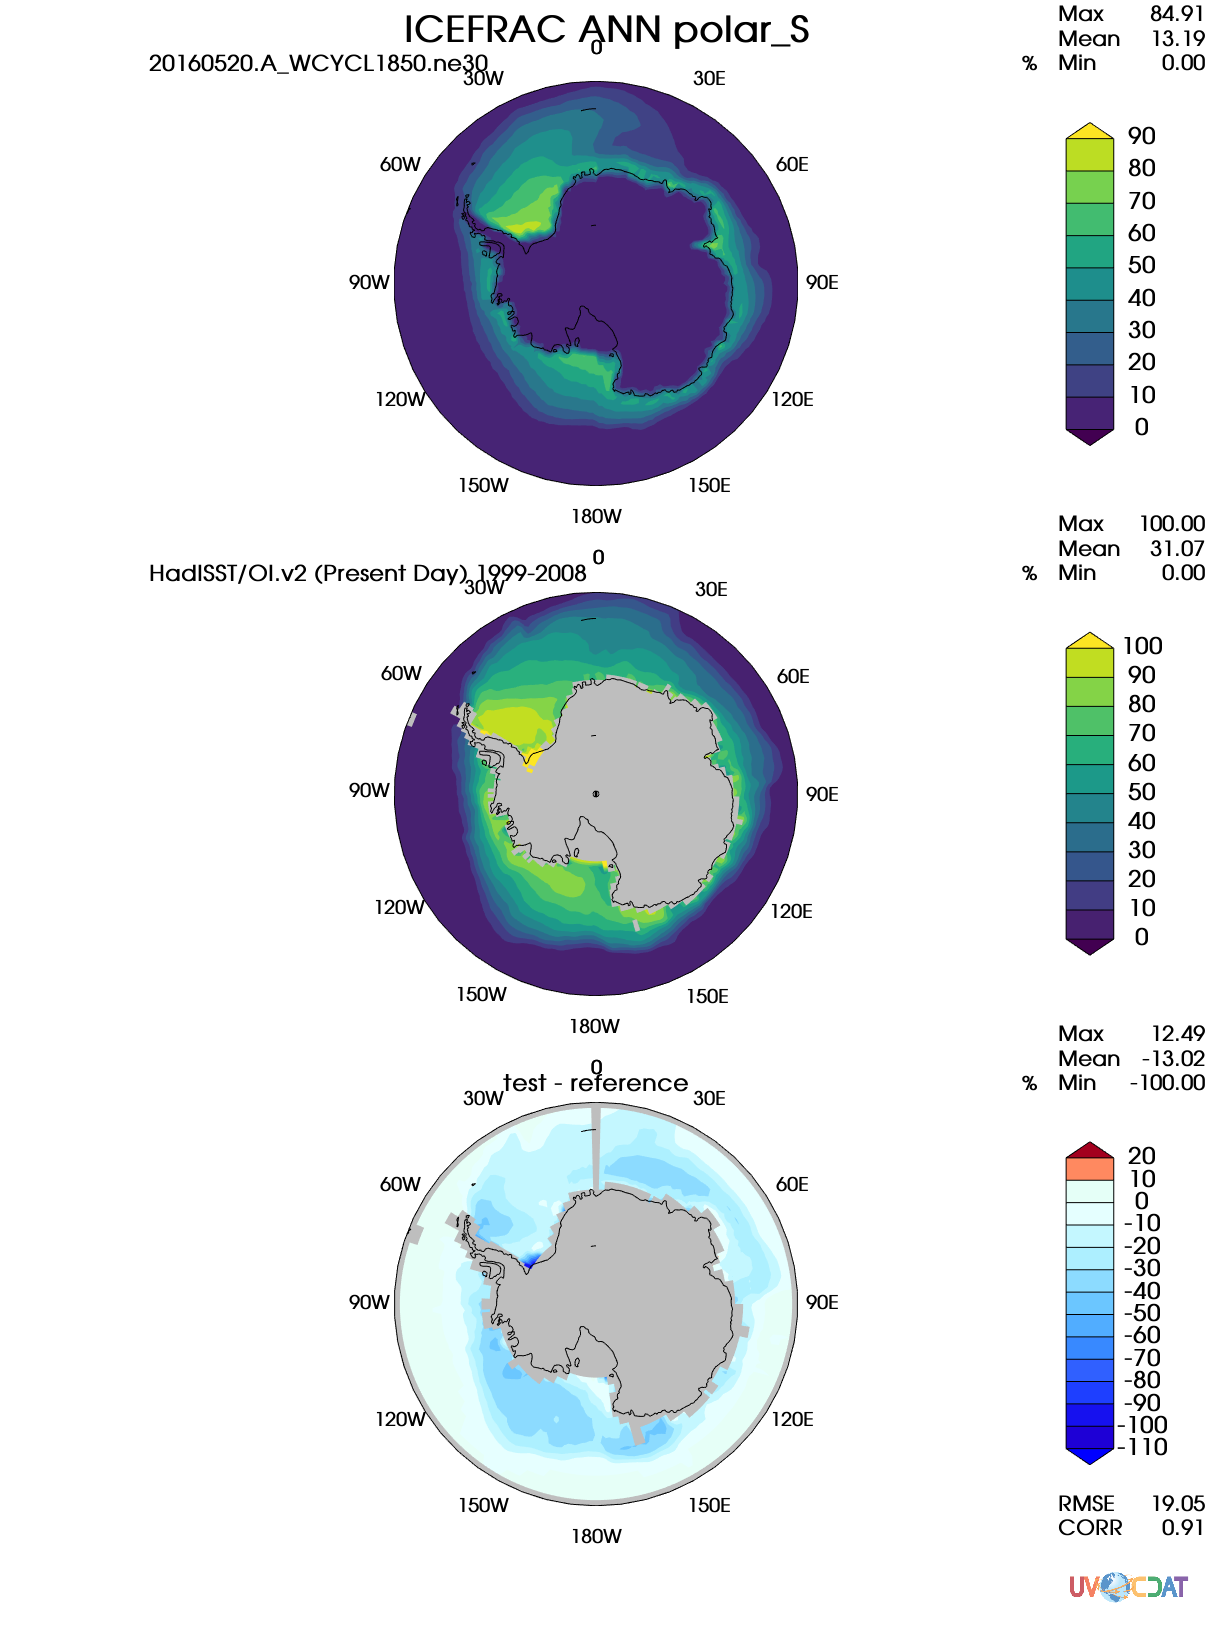 ICEFRAC ANN polar_S
20160520.A_WCYCL1850.ne30
Max 84.91
Mean 13.19
% Min 0.00
0
30W 30E
60W 60E
90W 90E
120W 120E
150W 150E
180W
90
80
70
60
50
40
30
20
10
0
HadISST/OI.v2 (Present Day) 1999-2008
Max 100.00
Mean 31.07
% Min 0.00
0
30W 30E
60W 60E
90W 90E
120W 120E
150W 150E
180W
100
90
80
70
60
50
40
30
20
10
0
test - reference
Max 12.49
Mean -13.02
% Min -100.00
0
30W 30E
60W 60E
90W 90E
120W 120E
150W 150E
180W
20
10
0
-10
-20
-30
-40
-50
-60
-70
-80
-90
-100
-110
RMSE 19.05
CORR 0.91
UV CDAT